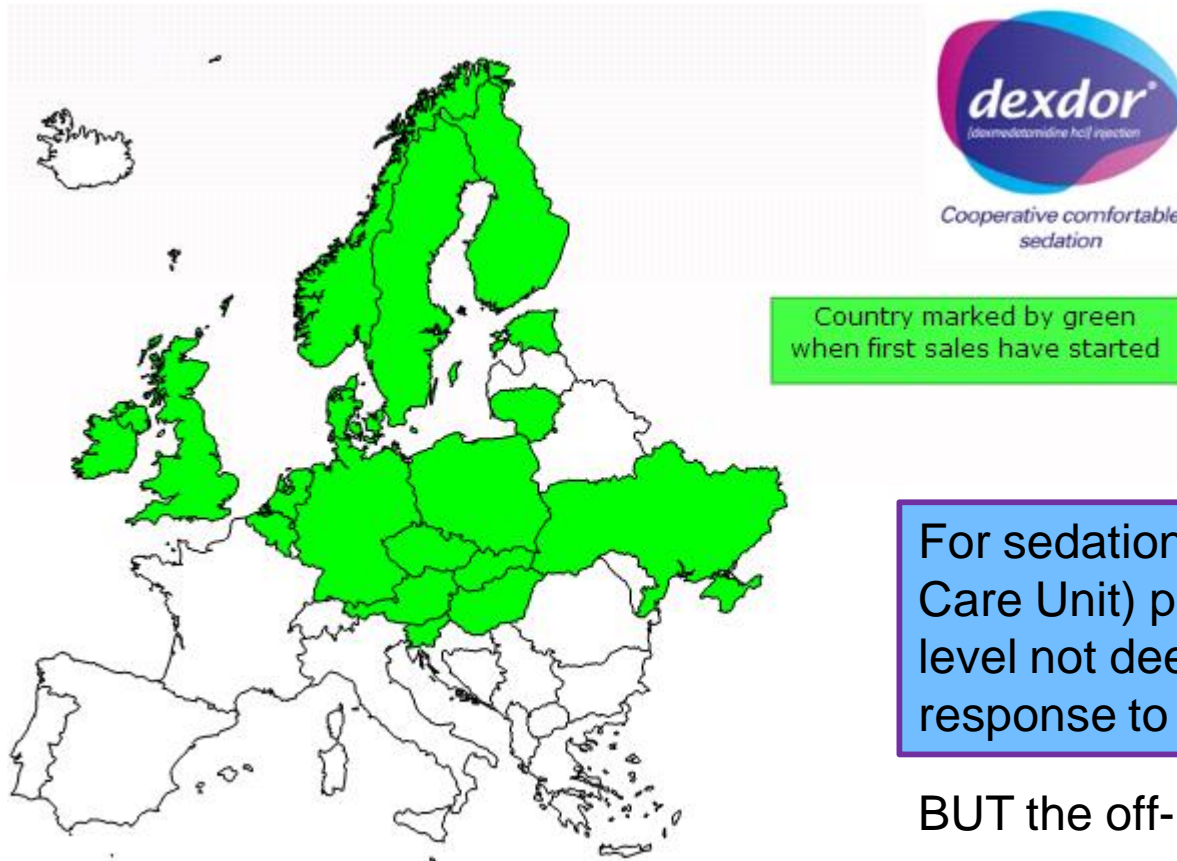 dexdor®
[dexmedetomidine hcl] injection
Cooperative comfortable
sedation
Country marked by green
when first sales have started
For sedation
Care Unit) p
level not dee
response to
BUT the off-